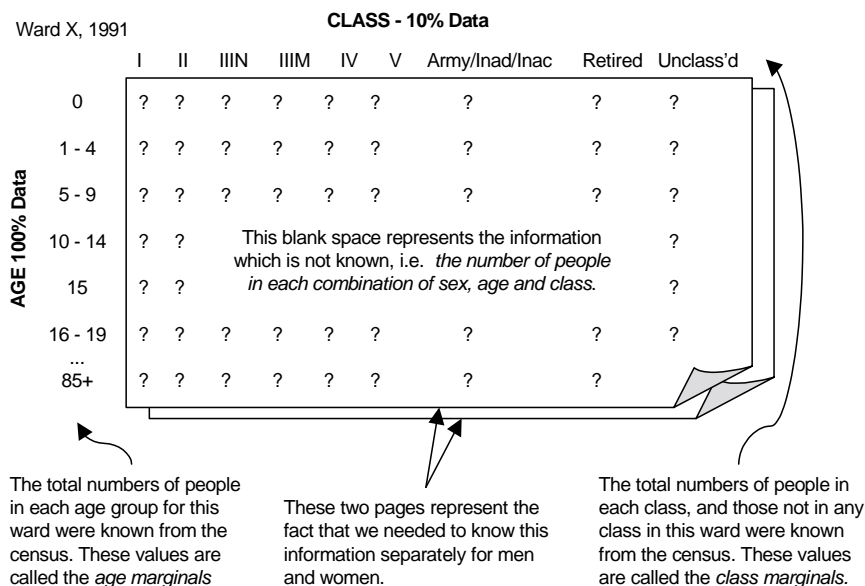 Ward X, 1991
CLASS - 10% Data
I II IIIN IIIM IV V Army/Inad/Inac Retired Unclass'd
AGE 100% Data
0 ? ? ? ? ? ? ? ? ?
1 - 4 ? ? ? ? ? ? ? ? ?
5 - 9 ? ? ? ? ? ? ? ? ?
10 - 14 ? ? ?
15 ? ? ?
This blank space represents the information
which is not known, i.e. the number of people
in each combination of sex, age and class.
16 - 19 ? ? ? ? ? ? ? ? ?
...
85+ ? ? ? ? ? ? ? ?
The total numbers of people
in each age group for this
ward were known from the
census. These values are
called the age marginals
These two pages represent the
fact that we needed to know this
information separately for men
and women.
The total numbers of people in
each class, and those not in any
class in this ward were known
from the census. These values
are called the class marginals.